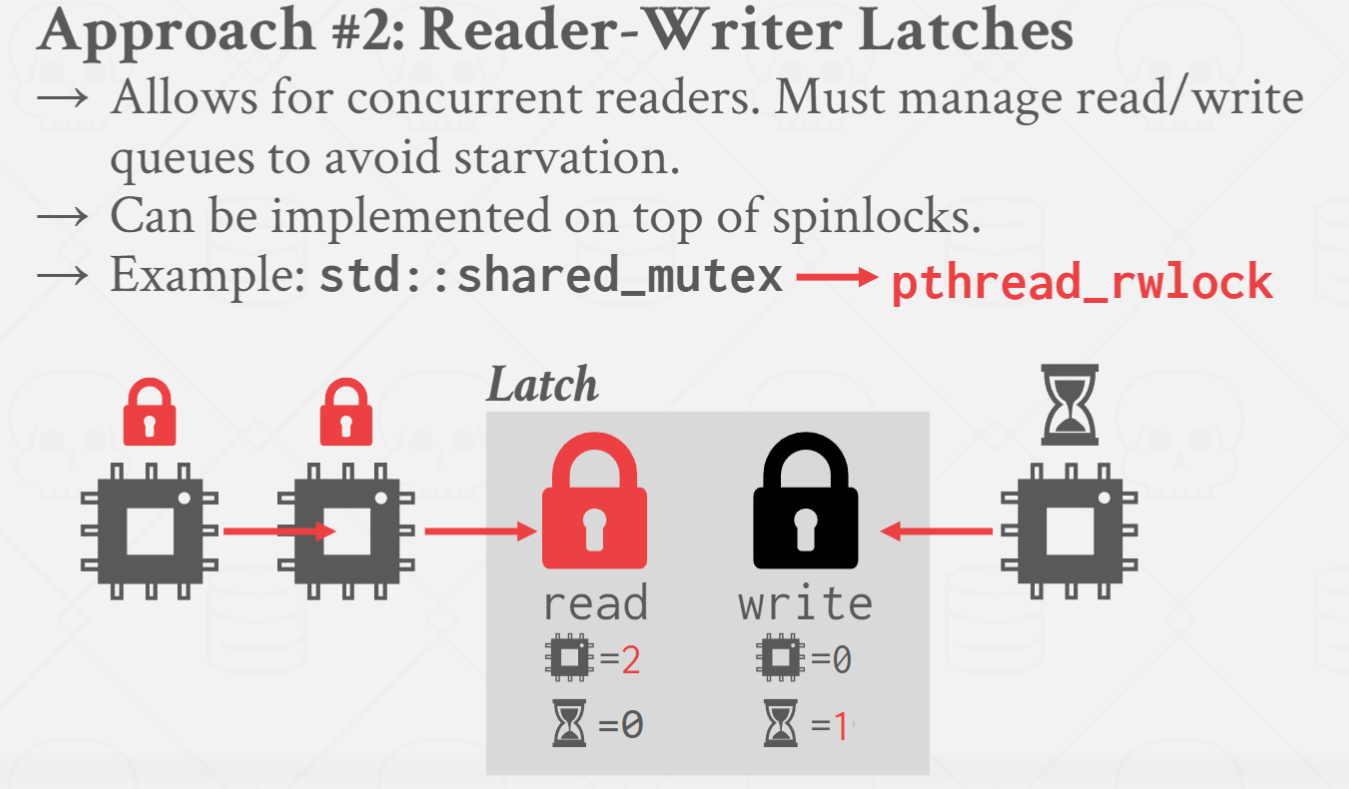 Approach #2: Reader-Writer Latches
→ Allows for concurrent readers. Must manage read/write
queues to avoid starvation.
→ Can be implemented on top of spinlocks.
→ Example: std::shared_mutex → pthread_rwlock
Latch
read write
=2 =0
=0 =1